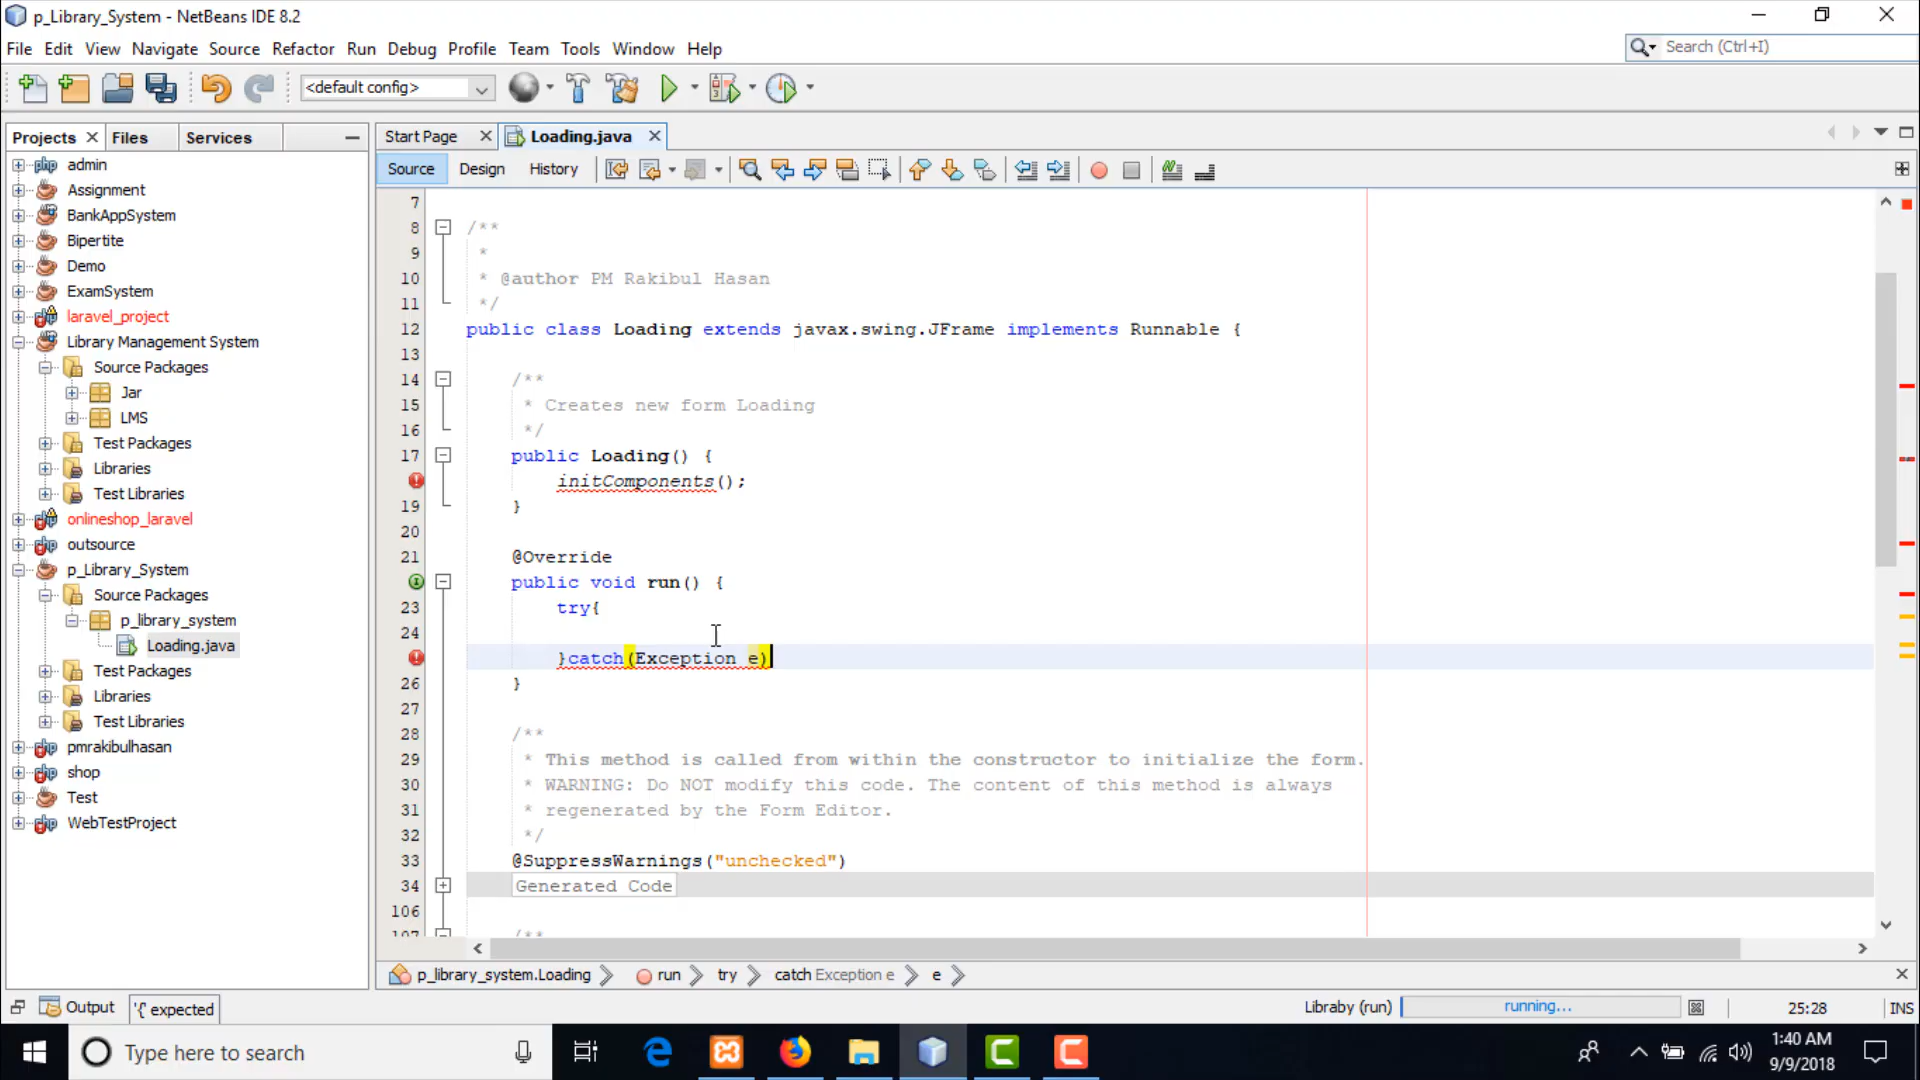 p_Library_System - NetBeans IDE 8.2
File Edit View Navigate Source Refactor Run Debug Profile Team Tools Window Help
Search (Ctrl+I)
<default config>
Projects Files Services
Start Page Loading.java
Source Design History
admin
Assignment
BankAppSystem
Bipertite
Demo
ExamSystem
laravel_project
Library Management System
Source Packages
Jar
LMS
Test Packages
Libraries
Test Libraries
onlineshop_laravel
outsource
p_Library_System
Source Packages
p_library_system
Loading.java
Test Packages
Libraries
Test Libraries
pmrakibulhasan
shop
Test
WebTestProject
7
8 /**
9 *
10 * @author PM Rakibul Hasan
11 */
12 public class Loading extends javax.swing.JFrame implements Runnable {
13
14 /**
15 * Creates new form Loading
16 */
17 public Loading() {
initComponents();
19 }
20
21 @Override
public void run() {
23 try{
24
}catch(Exception e)
26 }
27
28 /**
29 * This method is called from within the constructor to initialize the form.
30 * WARNING: Do NOT modify this code. The content of this method is always
31 * regenerated by the Form Editor.
32 */
33 @SuppressWarnings("unchecked")
34 Generated Code
106
107 /**
p_library_system.Loading run try catch Exception e e
Output '{' expected
Libraby (run) running... 25:28 INS
Type here to search
1:40 AM
9/9/2018